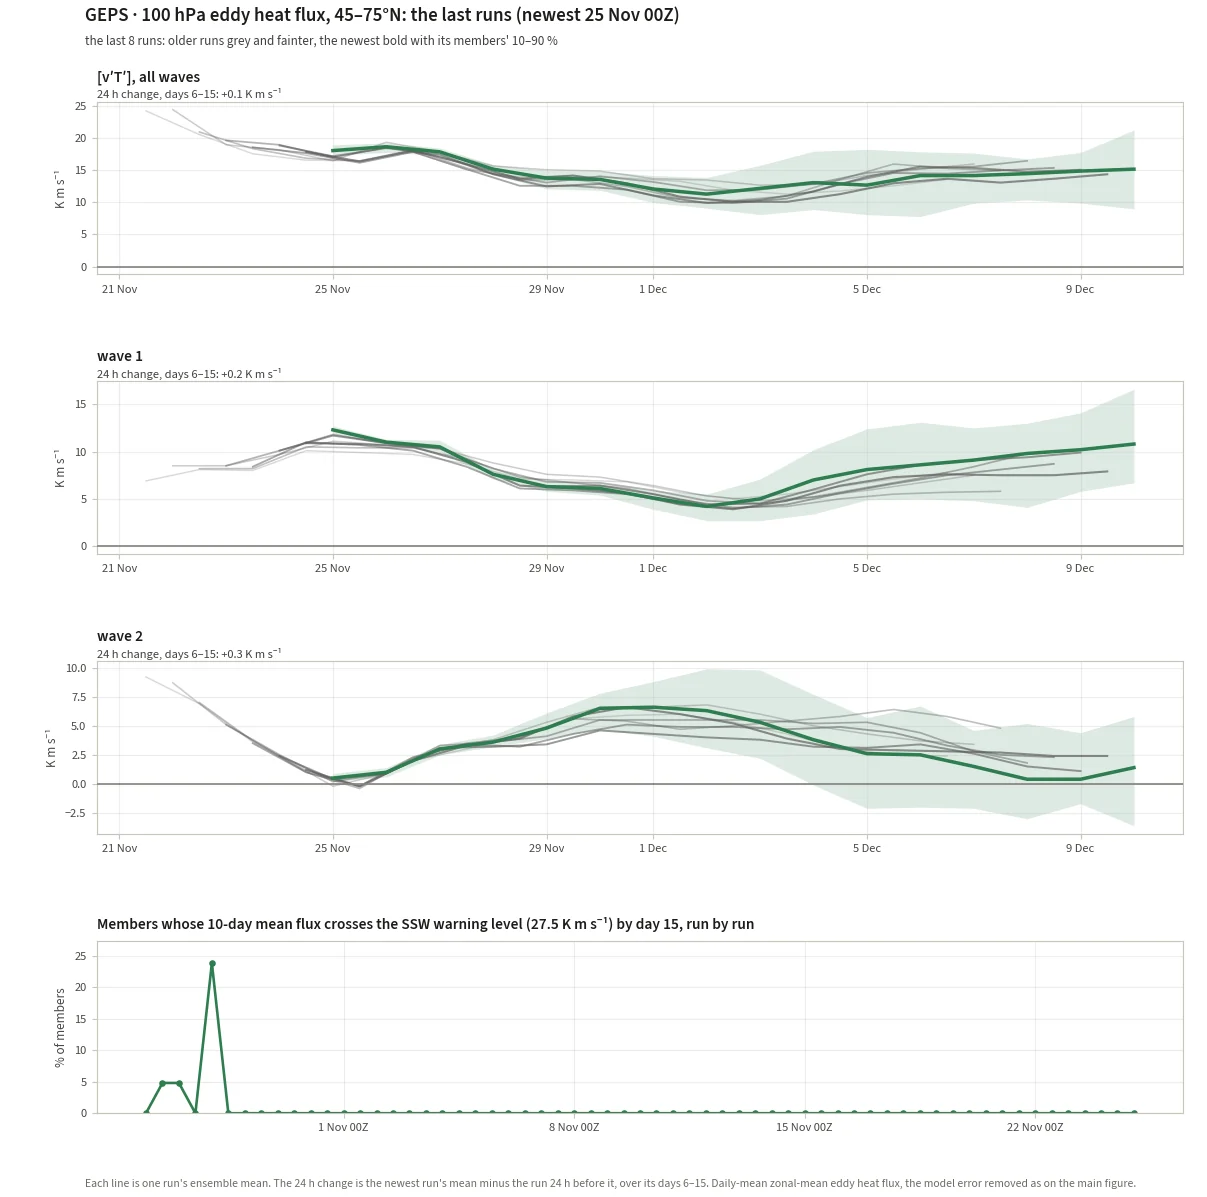 GEPS · 100 hPa eddy heat flux, 45–75°N: the last runs (newest 25 Nov 00Z)
the last 8 runs: older runs grey and fainter, the newest bold with its members' 10–90 %
[v′T′], all waves
24 h change, days 6–15: +0.1 K m s⁻¹
25
20
15
10
5
0
K m s⁻¹
21 Nov
25 Nov
29 Nov
1 Dec
5 Dec
9 Dec
wave 1
24 h change, days 6–15: +0.2 K m s⁻¹
15
10
5
0
K m s⁻¹
21 Nov
25 Nov
29 Nov
1 Dec
5 Dec
9 Dec
wave 2
24 h change, days 6–15: +0.3 K m s⁻¹
10.0
7.5
5.0
2.5
0.0
−2.5
K m s⁻¹
21 Nov
25 Nov
29 Nov
1 Dec
5 Dec
9 Dec
Members whose 10-day mean flux crosses the SSW warning level (27.5 K m s⁻¹) by day 15, run by run
25
20
15
10
5
0
% of members
1 Nov 00Z
8 Nov 00Z
15 Nov 00Z
22 Nov 00Z
Each line is one run's ensemble mean. The 24 h change is the newest run's mean minus the run 24 h before it, over its days 6–15. Daily-mean zonal-mean eddy heat flux, the model error removed as on the main figure.